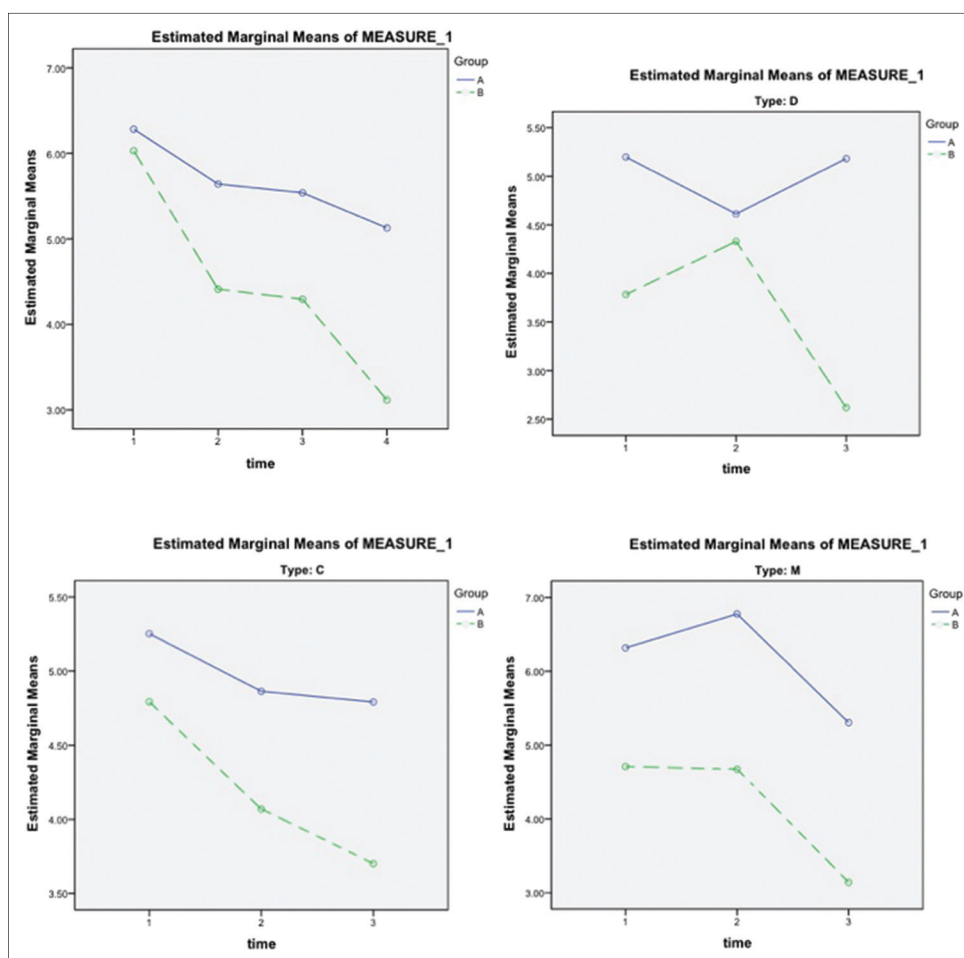 Estimated Marginal Means of MEASURE_1
Group
A
B
Estimated Marginal Means
7.00
6.00
5.00
4.00
3.00
1 2 3 4
time
Estimated Marginal Means of MEASURE_1
Type: D
Group
A
B
Estimated Marginal Means
5.50
5.00
4.50
4.00
3.50
3.00
2.50
1 2 3
time
Estimated Marginal Means of MEASURE_1
Type: C
Group
A
B
Estimated Marginal Means
5.50
5.00
4.50
4.00
3.50
1 2 3
time
Estimated Marginal Means of MEASURE_1
Type: M
Group
A
B
Estimated Marginal Means
7.00
6.00
5.00
4.00
3.00
1 2 3
time